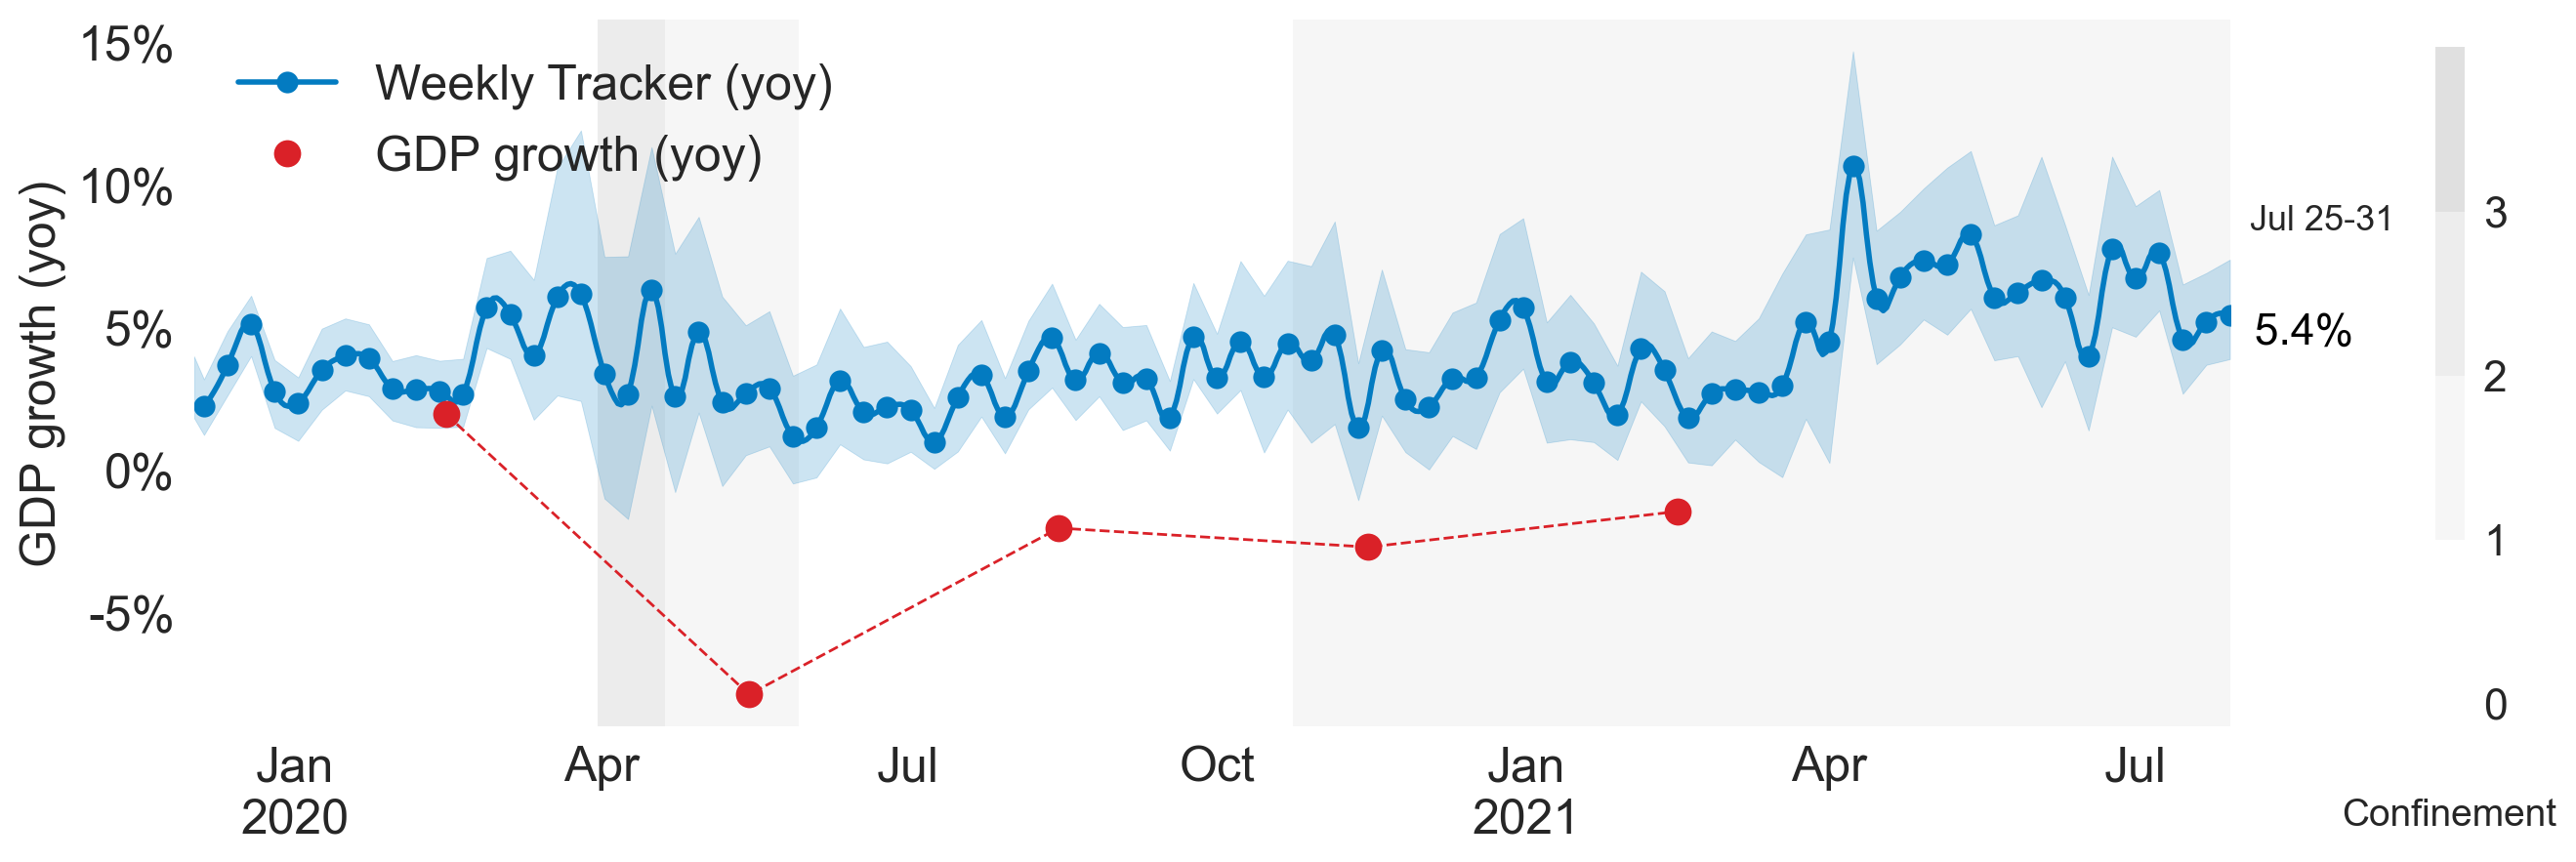 15%
10%
5%
0%
-5%
GDP growth (yoy)
Weekly Tracker (yoy)
GDP growth (yoy)
Jul 25-31
5.4%
3
2
1
0
Jan
2020
Apr
Jul
Oct
Jan
2021
Apr
Jul
Confinement